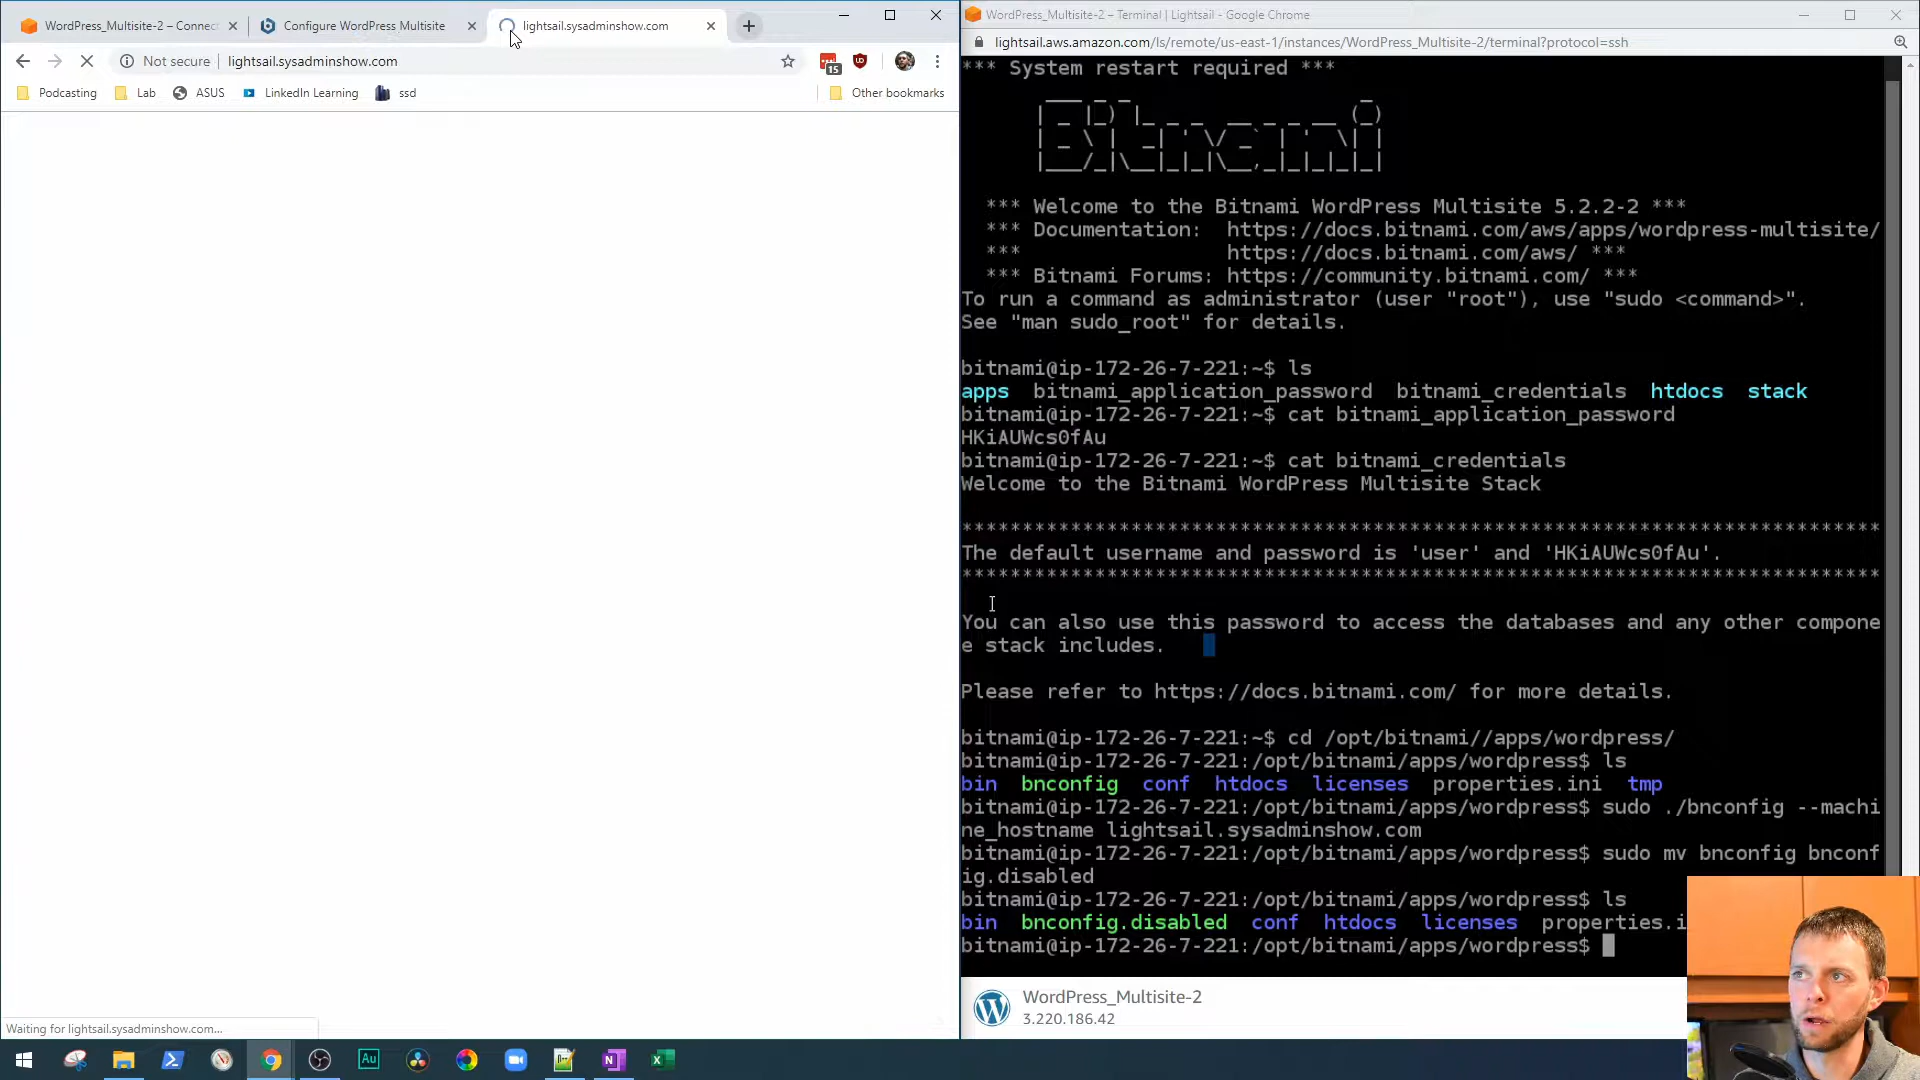 WordPress_Multisite-2 – Connect
Configure WordPress Multisite
lightsail.sysadminshow.com
Not secure
lightsail.sysadminshow.com
15
Podcasting
Lab
ASUS
LinkedIn Learning
ssd
Other bookmarks
Waiting for lightsail.sysadminshow.com...
WordPress_Multisite-2 – Terminal | Lightsail - Google Chrome
lightsail.aws.amazon.com/ls/remote/us-east-1/instances/WordPress_Multisite-2/terminal?protocol=ssh
*** System restart required ***
Bitnami
*** Welcome to the Bitnami WordPress Multisite 5.2.2-2 ***
*** Documentation:  https://docs.bitnami.com/aws/apps/wordpress-multisite/
***                 https://docs.bitnami.com/aws/ ***
*** Bitnami Forums: https://community.bitnami.com/ ***
To run a command as administrator (user "root"), use "sudo <command>".
See "man sudo_root" for details.
bitnami@ip-172-26-7-221:~$ ls
apps  bitnami_application_password  bitnami_credentials  htdocs  stack
bitnami@ip-172-26-7-221:~$ cat bitnami_application_password
HKiAUWcs0fAu
bitnami@ip-172-26-7-221:~$ cat bitnami_credentials
Welcome to the Bitnami WordPress Multisite Stack
****************************************************************************
The default username and password is 'user' and 'HKiAUWcs0fAu'.
****************************************************************************
You can also use this password to access the databases and any other compone
e stack includes.
Please refer to https://docs.bitnami.com/ for more details.
bitnami@ip-172-26-7-221:~$ cd /opt/bitnami//apps/wordpress/
bitnami@ip-172-26-7-221:/opt/bitnami/apps/wordpress$ ls
bin  bnconfig  conf  htdocs  licenses  properties.ini  tmp
bitnami@ip-172-26-7-221:/opt/bitnami/apps/wordpress$ sudo ./bnconfig --machi
ne_hostname lightsail.sysadminshow.com
bitnami@ip-172-26-7-221:/opt/bitnami/apps/wordpress$ sudo mv bnconfig bnconf
ig.disabled
bitnami@ip-172-26-7-221:/opt/bitnami/apps/wordpress$ ls
bin  bnconfig.disabled  conf  htdocs  licenses  properties.i
bitnami@ip-172-26-7-221:/opt/bitnami/apps/wordpress$
WordPress_Multisite-2
3.220.186.42
Au